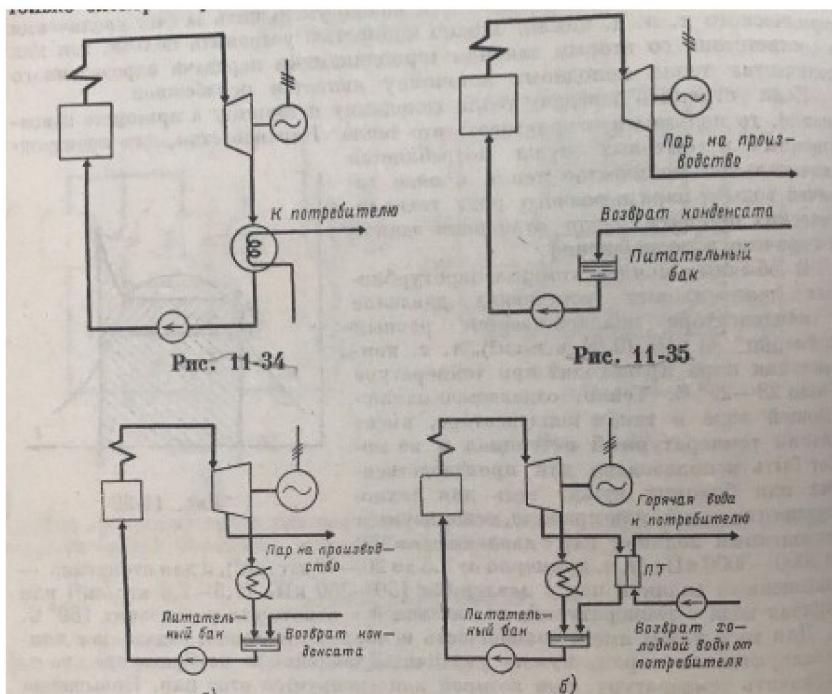 К потребителю
Рис. 11-34
Пар на произ-
водство
Возврат конденсата
Питательный
бак
Рис. 11-35
Пар на производ-
ство
Питатель-
ный бак
Возврат кон-
денсата
Горячая вода
к потребителю
ПТ
Питатель-
ный бак
Возврат хо-
лодной воды от
потребителя
б)